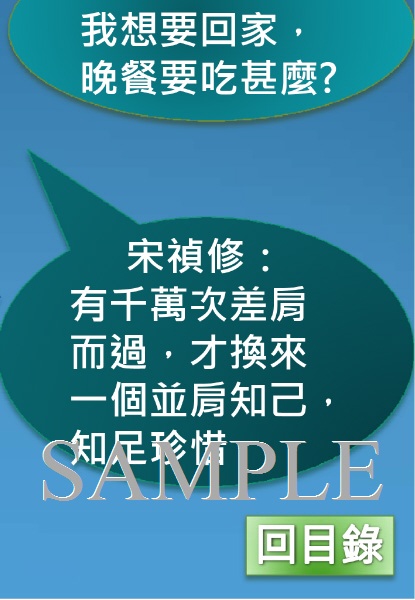 我想要回家，
晚餐要吃甚麼?
宋禎修：
有千萬次差肩
而過，才換來
一個並肩知己，
知足珍惜
SAMPLE
回目錄